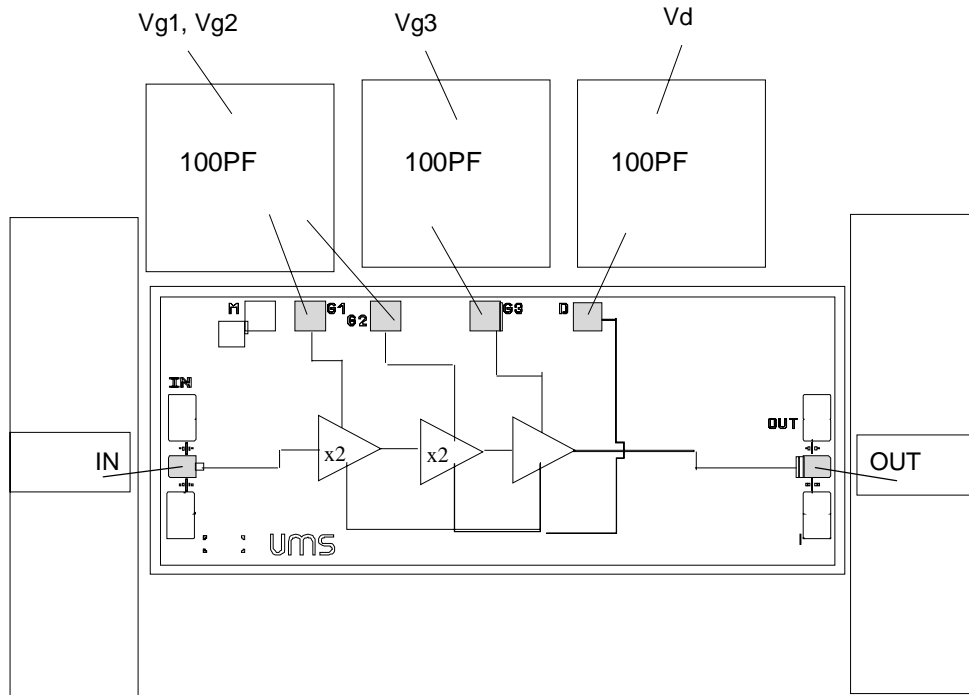 Vg1, Vg2
Vg3
Vd
100PF
100PF
100PF
M
G1
G2
G3
D
IN
OUT
IN
x2
x2
OUT
UMS